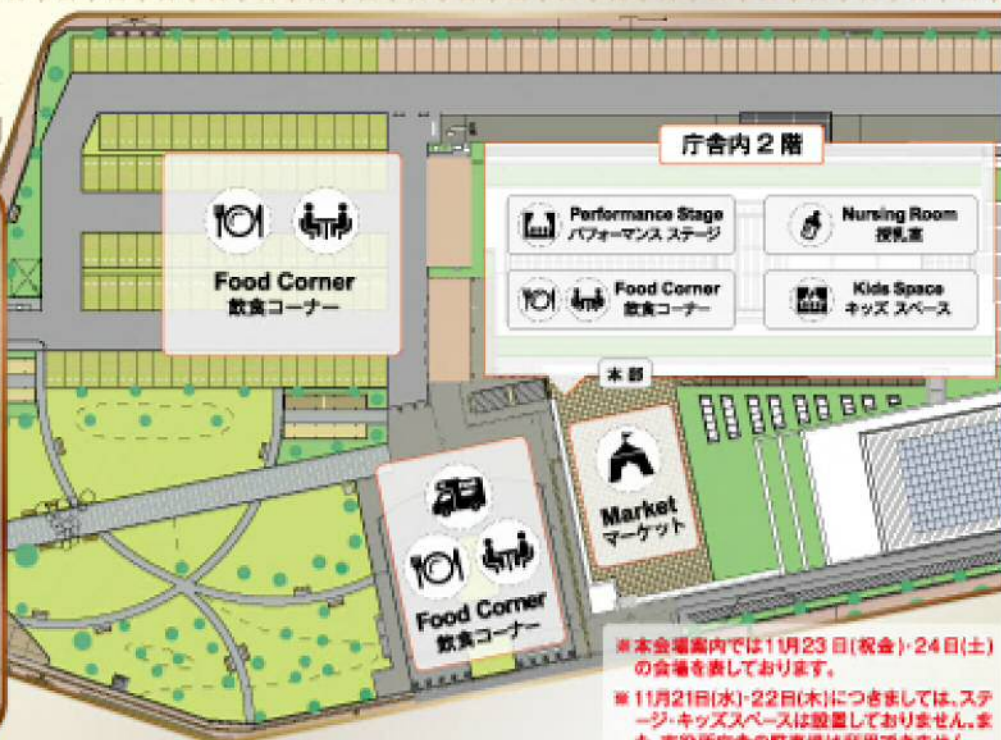 庁舎内2階
Performance Stage
パフォーマンス ステージ
Nursing Room
授乳室
Food Corner
飲食コーナー
Kids Space
キッズ スペース
Food Corner
飲食コーナー
本部
Market
マーケット
Food Corner
飲食コーナー
※本会場案内では11月23日(祝金)・24日(土)
の会場を表しております。
※11月21日(水)・22日(木)につきましては、ステ
ージ・キッズスペースは設置しておりません。ま